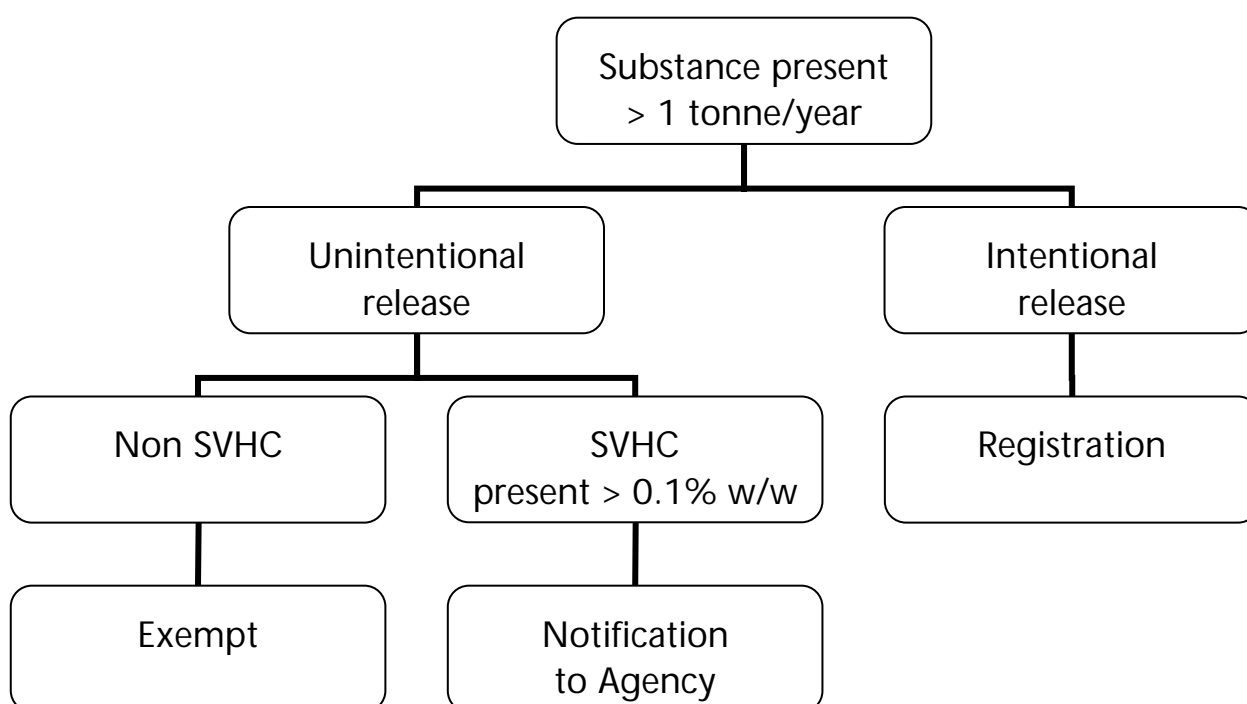 Substance present
> 1 tonne/year
Unintentional
release
Intentional
release
Non SVHC
SVHC
present > 0.1% w/w
Registration
Exempt
Notification
to Agency